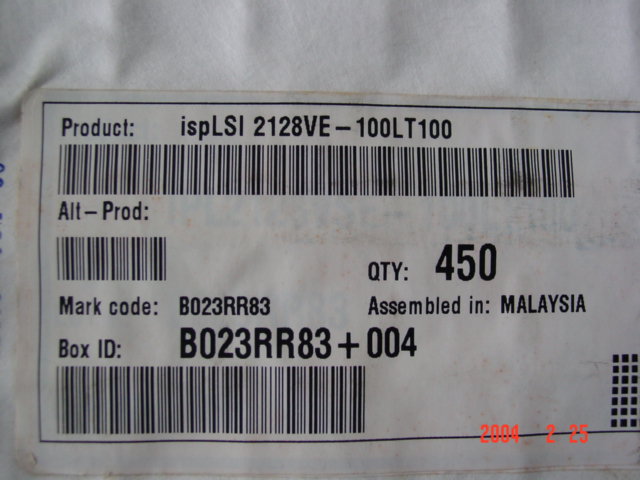 Product: ispLSI 2128VE-100LT100
Alt-Prod:
QTY: 450
Mark code: B023RR83 Assembled in: MALAYSIA
Box ID: B023RR83+004
2004 2 25